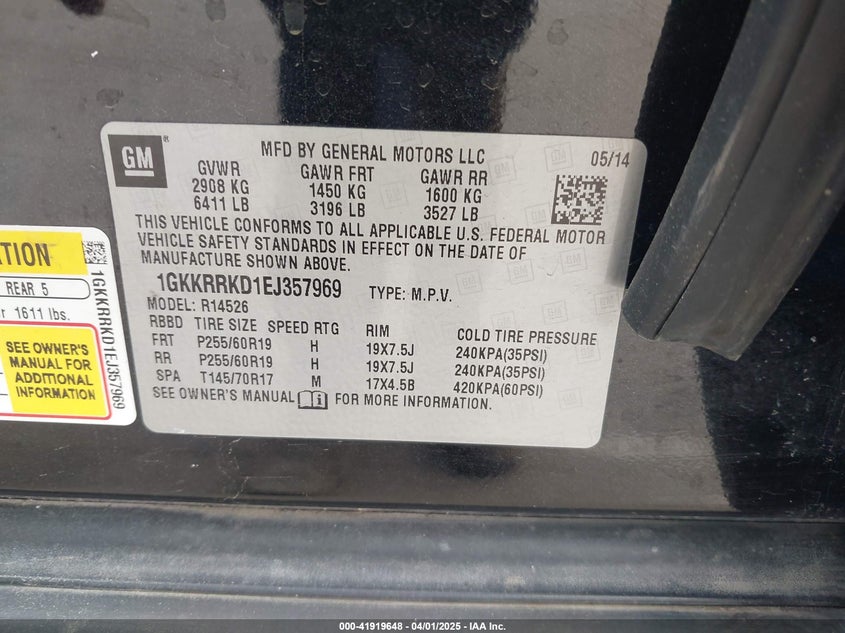 GM
®
MFD BY GENERAL MOTORS LLC
05/14
GVWR GAWR FRT GAWR RR
2908 KG 1450 KG 1600 KG
6411 LB 3196 LB 3527 LB
THIS VEHICLE CONFORMS TO ALL APPLICABLE U.S. FEDERAL MOTOR
VEHICLE SAFETY STANDARDS IN EFFECT ON THE DATE OF
MANUFACTURE SHOWN ABOVE.
1GKKRRKD1EJ357969 TYPE: M.P.V.
MODEL: R14526
RBBD TIRE SIZE SPEED RTG RIM COLD TIRE PRESSURE
FRT P255/60R19 H 19X7.5J 240KPA(35PSI)
RR P255/60R19 H 19X7.5J 240KPA(35PSI)
SPA T145/70R17 M 17X4.5B 420KPA(60PSI)
SEE OWNER'S MANUAL FOR MORE INFORMATION.
REAR 5
1611 lbs.
SEE OWNER'S
MANUAL FOR
ADDITIONAL
INFORMATION
1GKKRRKD1EJ357969
000-41919648 - 04/01/2025 - IAA Inc.